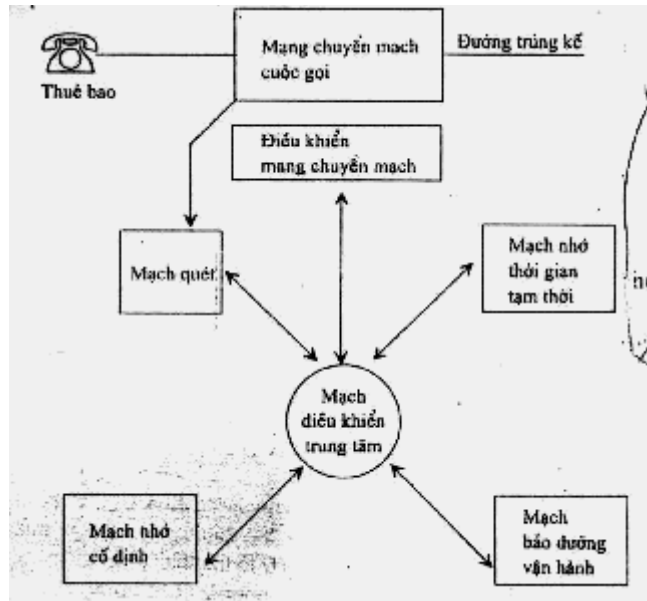 Mạng chuyển mạch
cuộc gọi
Đường trung kế
Thuê bao
Điều khiển
mạng chuyển mạch
Mạch quét
Mạch nhớ
thời gian
tạm thời
Mạch
điều khiển
trung tâm
Mạch nhớ
cố định
Mạch
bảo dưỡng
vận hành